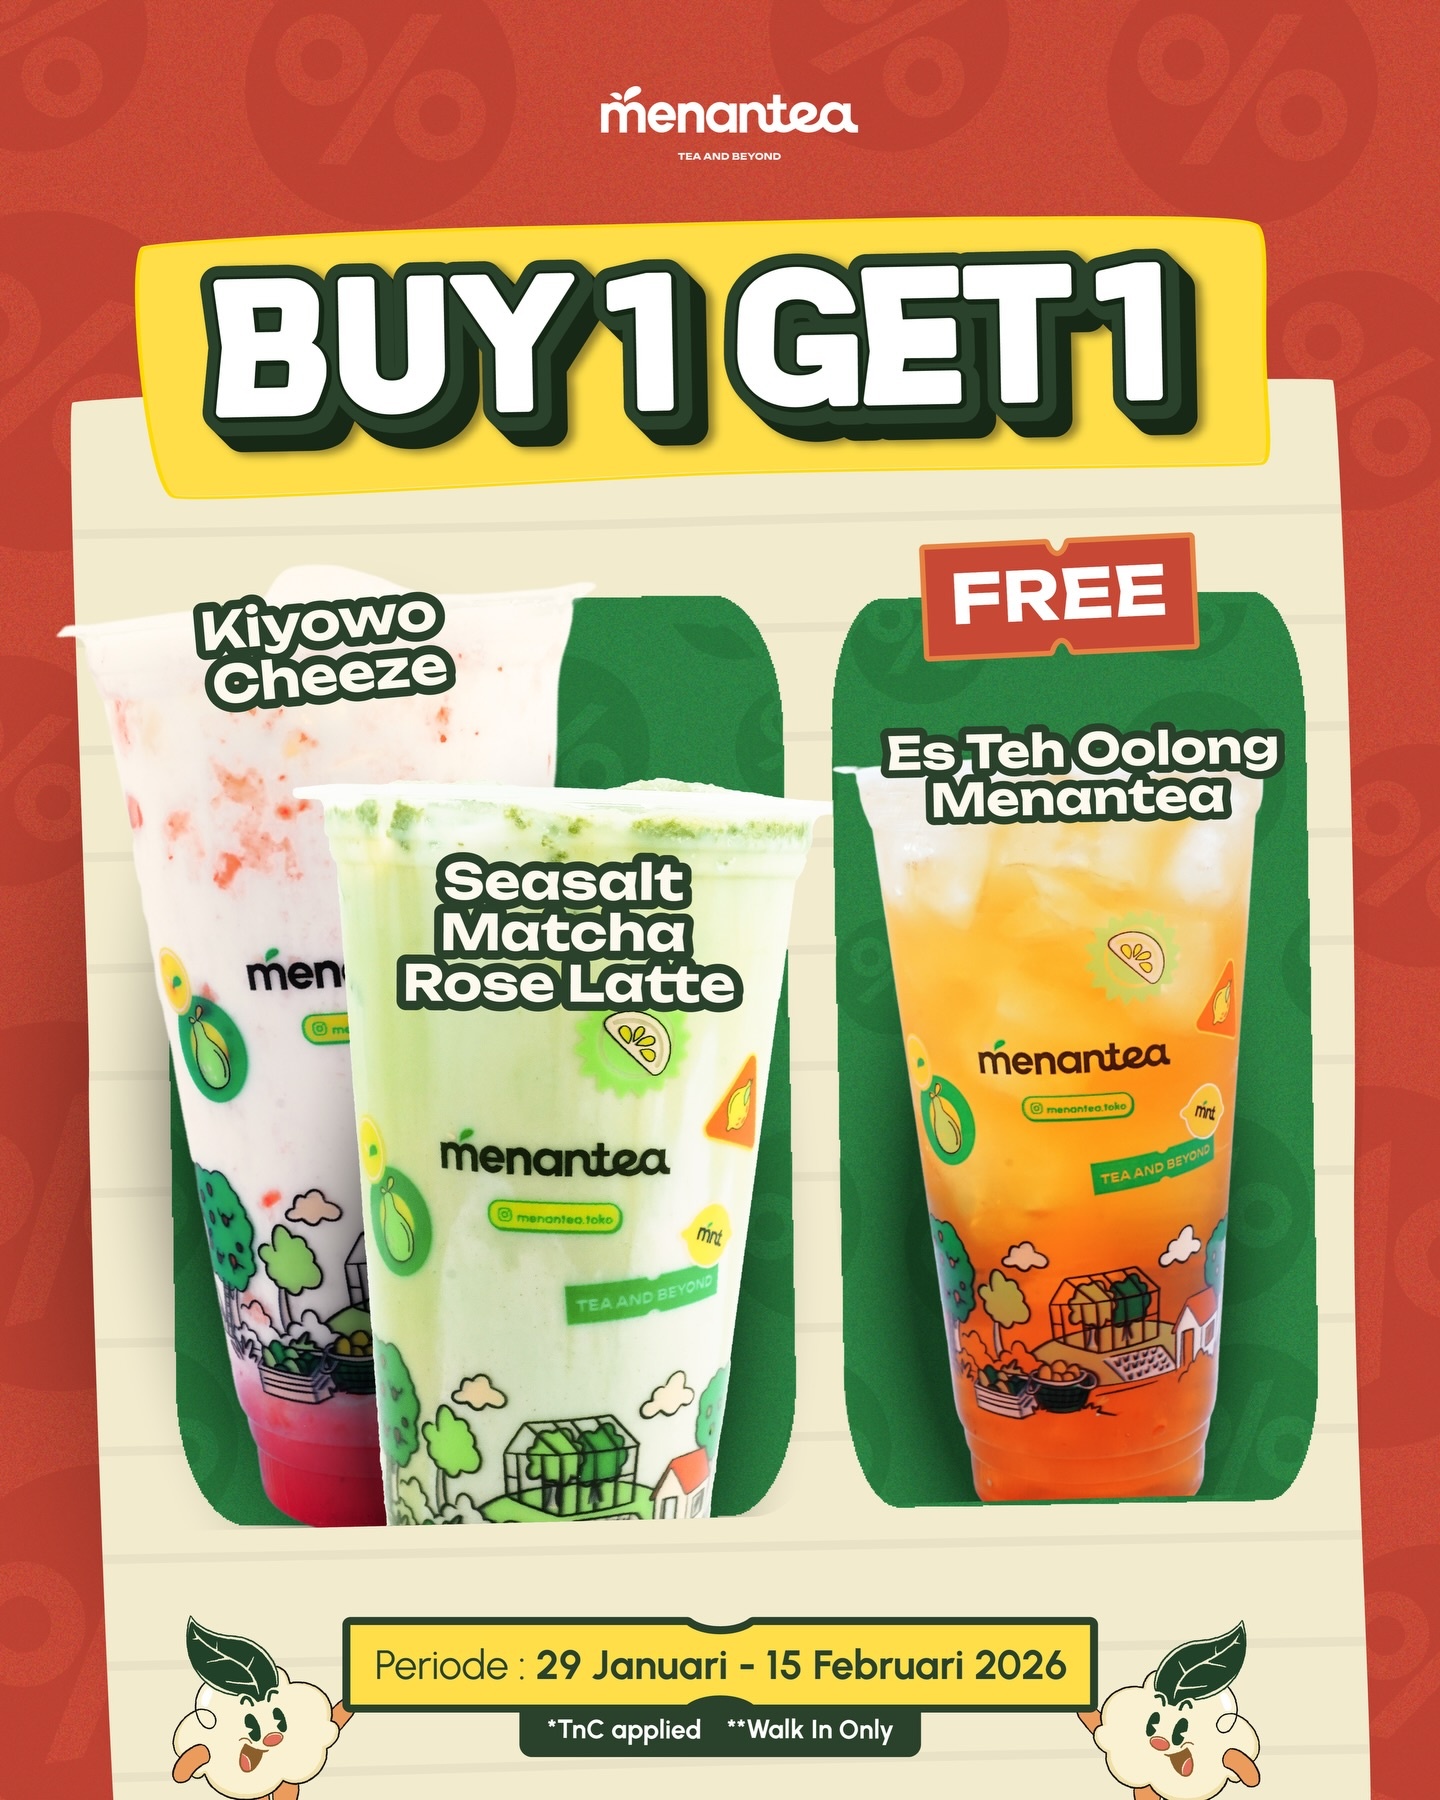 menantea
TEA AND BEYOND
BUY 1 GET 1
FREE
Kiyowo
Cheeze
Es Teh Oolong
Menantea
Seasalt
Matcha
Rose Latte
men
me
menantea
menantea.toko
mnt
TEA AND BEYOND
menantea
menantea.toko
mnt
TEA AND BEYOND
Periode : 29 Januari - 15 Februari 2026
*TnC applied **Walk In Only